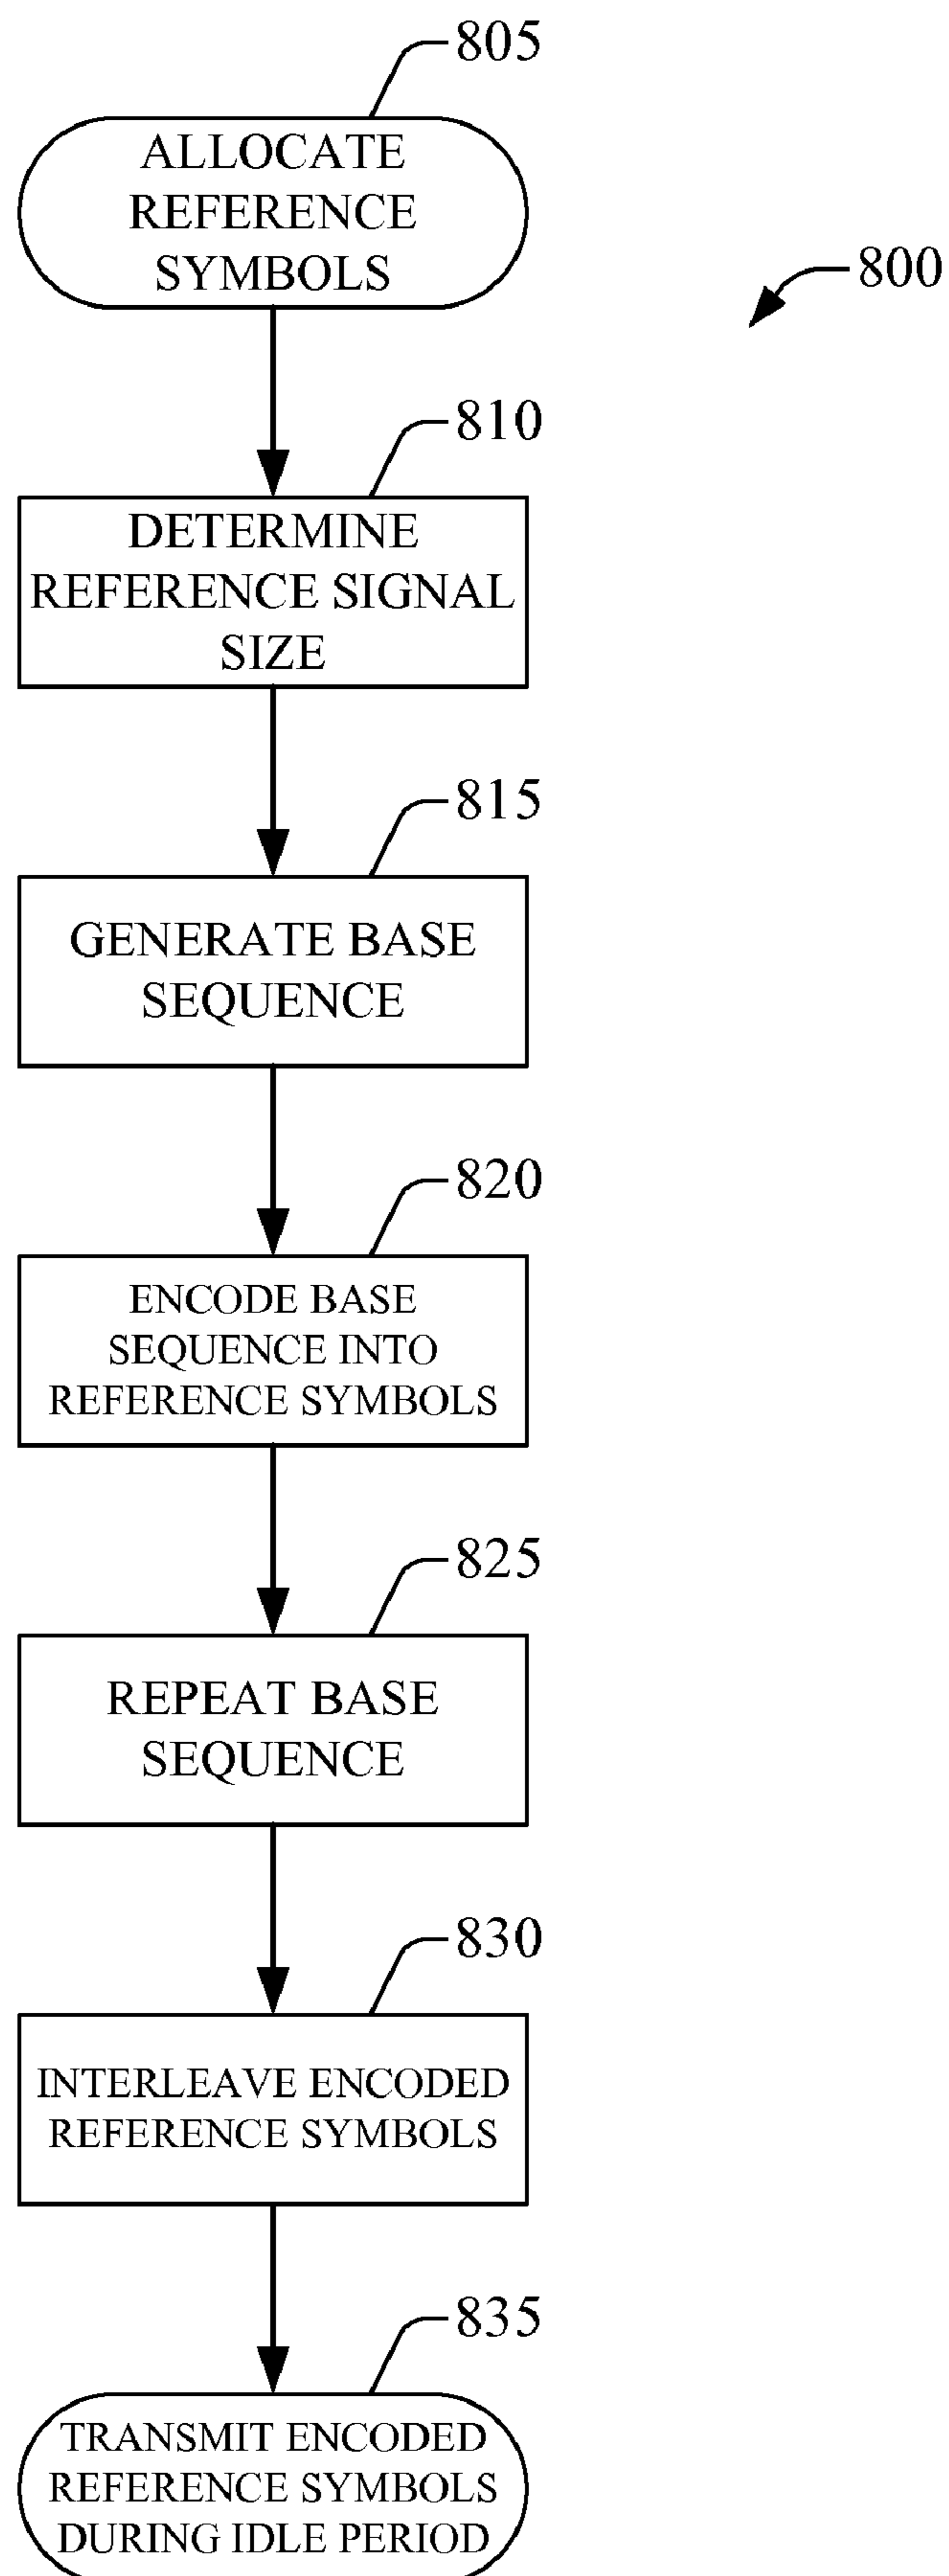 805
ALLOCATE
REFERENCE
SYMBOLS
800
810
DETERMINE
REFERENCE SIGNAL
SIZE
815
GENERATE BASE
SEQUENCE
820
ENCODE BASE
SEQUENCE INTO
REFERENCE SYMBOLS
825
REPEAT BASE
SEQUENCE
830
INTERLEAVE ENCODED
REFERENCE SYMBOLS
835
TRANSMIT ENCODED
REFERENCE SYMBOLS
DURING IDLE PERIOD